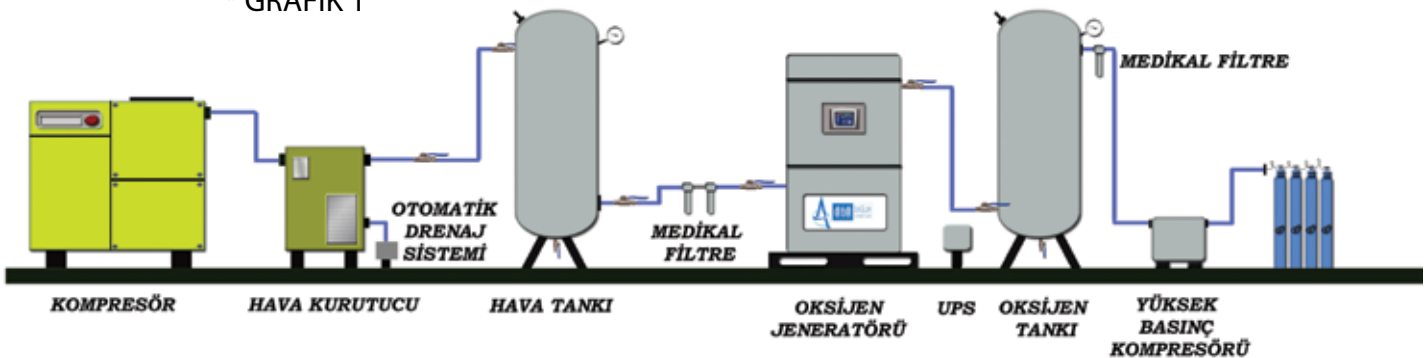 GRAFİK 1
MEDİKAL FİLTRE
OTOMATİK
DRENAJ
SİSTEMİ
MEDİKAL
FİLTRE
KOMPRESÖR
HAVA KURUTUCU
HAVA TANKI
OKSİJEN
JENERATÖRÜ
UPS
OKSİJEN
TANKI
YÜKSEK
BASINÇ
KOMPRESÖRÜ